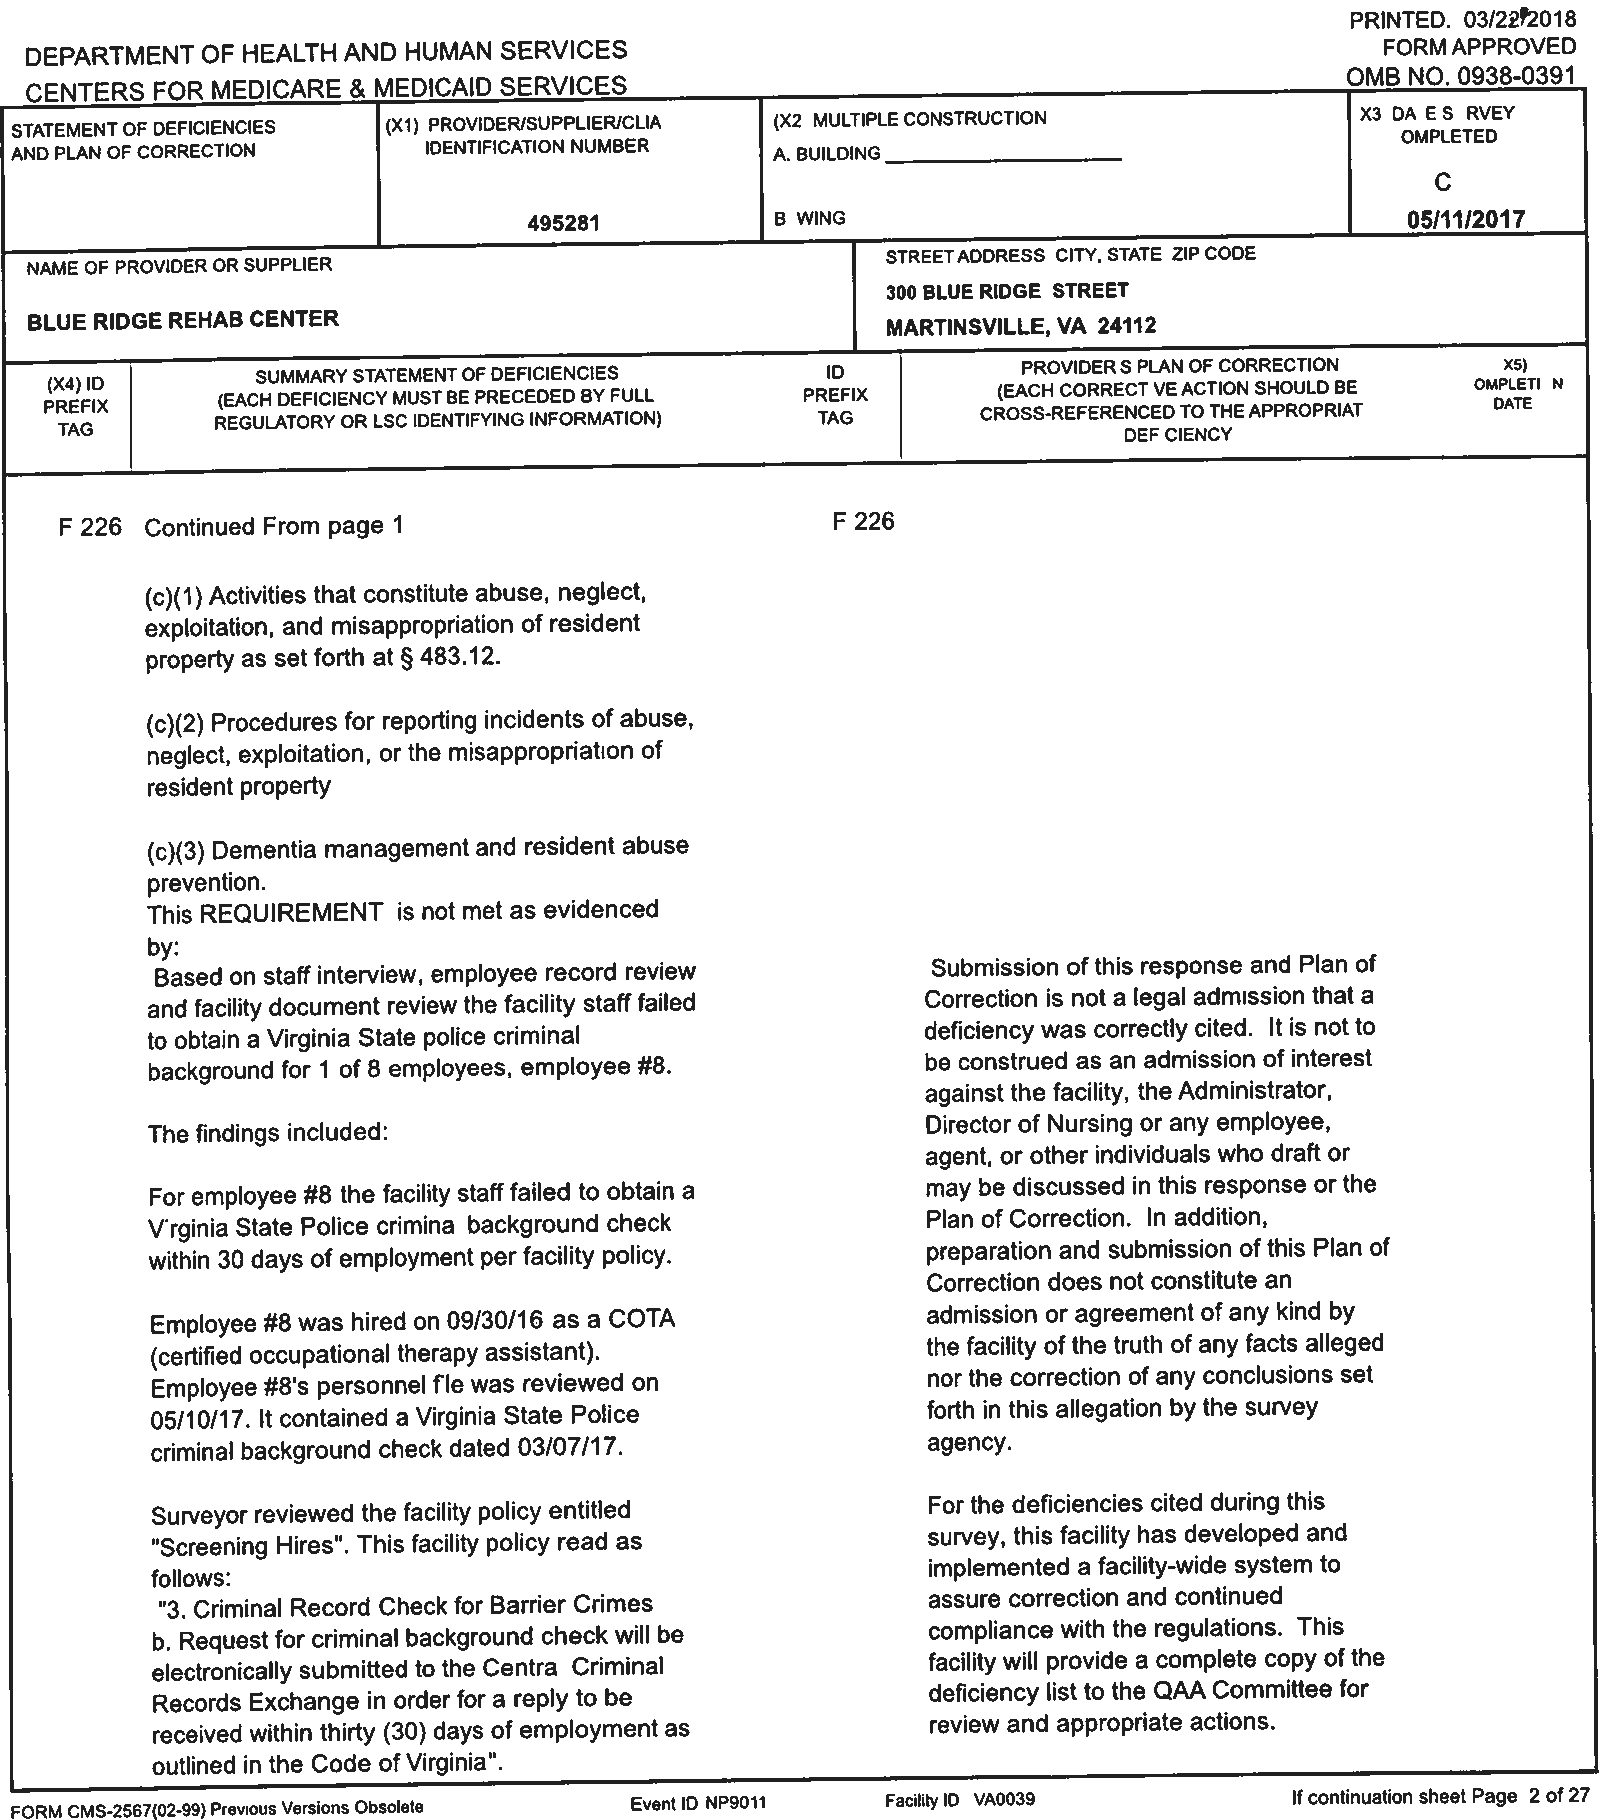 PRINTED. 03/22/2018
DEPARTMENT OF HEALTH AND HUMAN SERVICES
FORM APPROVED
CENTERS FOR MEDICARE & MEDICAID SERVICES
OMB NO. 0938-0391
STATEMENT OF DEFICIENCIES
AND PLAN OF CORRECTION
(X1) PROVIDER/SUPPLIER/CLIA
IDENTIFICATION NUMBER
495281
(X2 MULTIPLE CONSTRUCTION
A. BUILDING
B WING
X3 DA E S RVEY
OMPLETED
C
05/11/2017
NAME OF PROVIDER OR SUPPLIER
BLUE RIDGE REHAB CENTER
STREET ADDRESS CITY, STATE ZIP CODE
300 BLUE RIDGE STREET
MARTINSVILLE, VA 24112
(X4) ID
PREFIX
TAG
SUMMARY STATEMENT OF DEFICIENCIES
(EACH DEFICIENCY MUST BE PRECEDED BY FULL
REGULATORY OR LSC IDENTIFYING INFORMATION)
ID
PREFIX
TAG
PROVIDER S PLAN OF CORRECTION
(EACH CORRECT VE ACTION SHOULD BE
CROSS-REFERENCED TO THE APPROPRIAT
DEF CIENCY
X5)
OMPLETI N
DATE
F 226 Continued From page 1
(c)(1) Activities that constitute abuse, neglect,
exploitation, and misappropriation of resident
property as set forth at § 483.12.
(c)(2) Procedures for reporting incidents of abuse,
neglect, exploitation, or the misappropriation of
resident property
(c)(3) Dementia management and resident abuse
prevention.
This REQUIREMENT is not met as evidenced
by:
Based on staff interview, employee record review
and facility document review the facility staff failed
to obtain a Virginia State police criminal
background for 1 of 8 employees, employee #8.
The findings included:
For employee #8 the facility staff failed to obtain a
V rginia State Police crimina background check
within 30 days of employment per facility policy.
Employee #8 was hired on 09/30/16 as a COTA
(certified occupational therapy assistant).
Employee #8's personnel f le was reviewed on
05/10/17. It contained a Virginia State Police
criminal background check dated 03/07/17.
Surveyor reviewed the facility policy entitled
"Screening Hires". This facility policy read as
follows:
"3. Criminal Record Check for Barrier Crimes
b. Request for criminal background check will be
electronically submitted to the Centra Criminal
Records Exchange in order for a reply to be
received within thirty (30) days of employment as
outlined in the Code of Virginia".
F 226
Submission of this response and Plan of
Correction is not a legal admission that a
deficiency was correctly cited. It is not to
be construed as an admission of interest
against the facility, the Administrator,
Director of Nursing or any employee,
agent, or other individuals who draft or
may be discussed in this response or the
Plan of Correction. In addition,
preparation and submission of this Plan of
Correction does not constitute an
admission or agreement of any kind by
the facility of the truth of any facts alleged
nor the correction of any conclusions set
forth in this allegation by the survey
agency.
For the deficiencies cited during this
survey, this facility has developed and
implemented a facility-wide system to
assure correction and continued
compliance with the regulations. This
facility will provide a complete copy of the
deficiency list to the QAA Committee for
review and appropriate actions.
FORM CMS-2567(02-99) Previous Versions Obsolete
Event ID NP9011
Facility ID VA0039
If continuation sheet Page 2 of 27